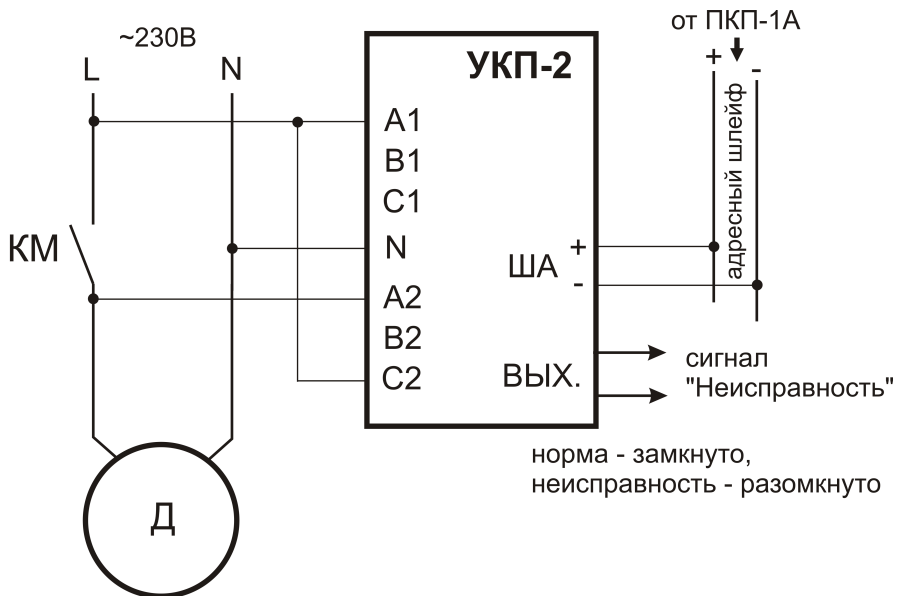 ~230В
L
N
УКП-2
от ПКП-1А
+
-
адресный шлейф
A1
B1
C1
N
A2
B2
C2
КМ
ША
+
-
ВЫХ.
сигнал
"Неисправность"
норма - замкнуто,
неисправность - разомкнуто
Д